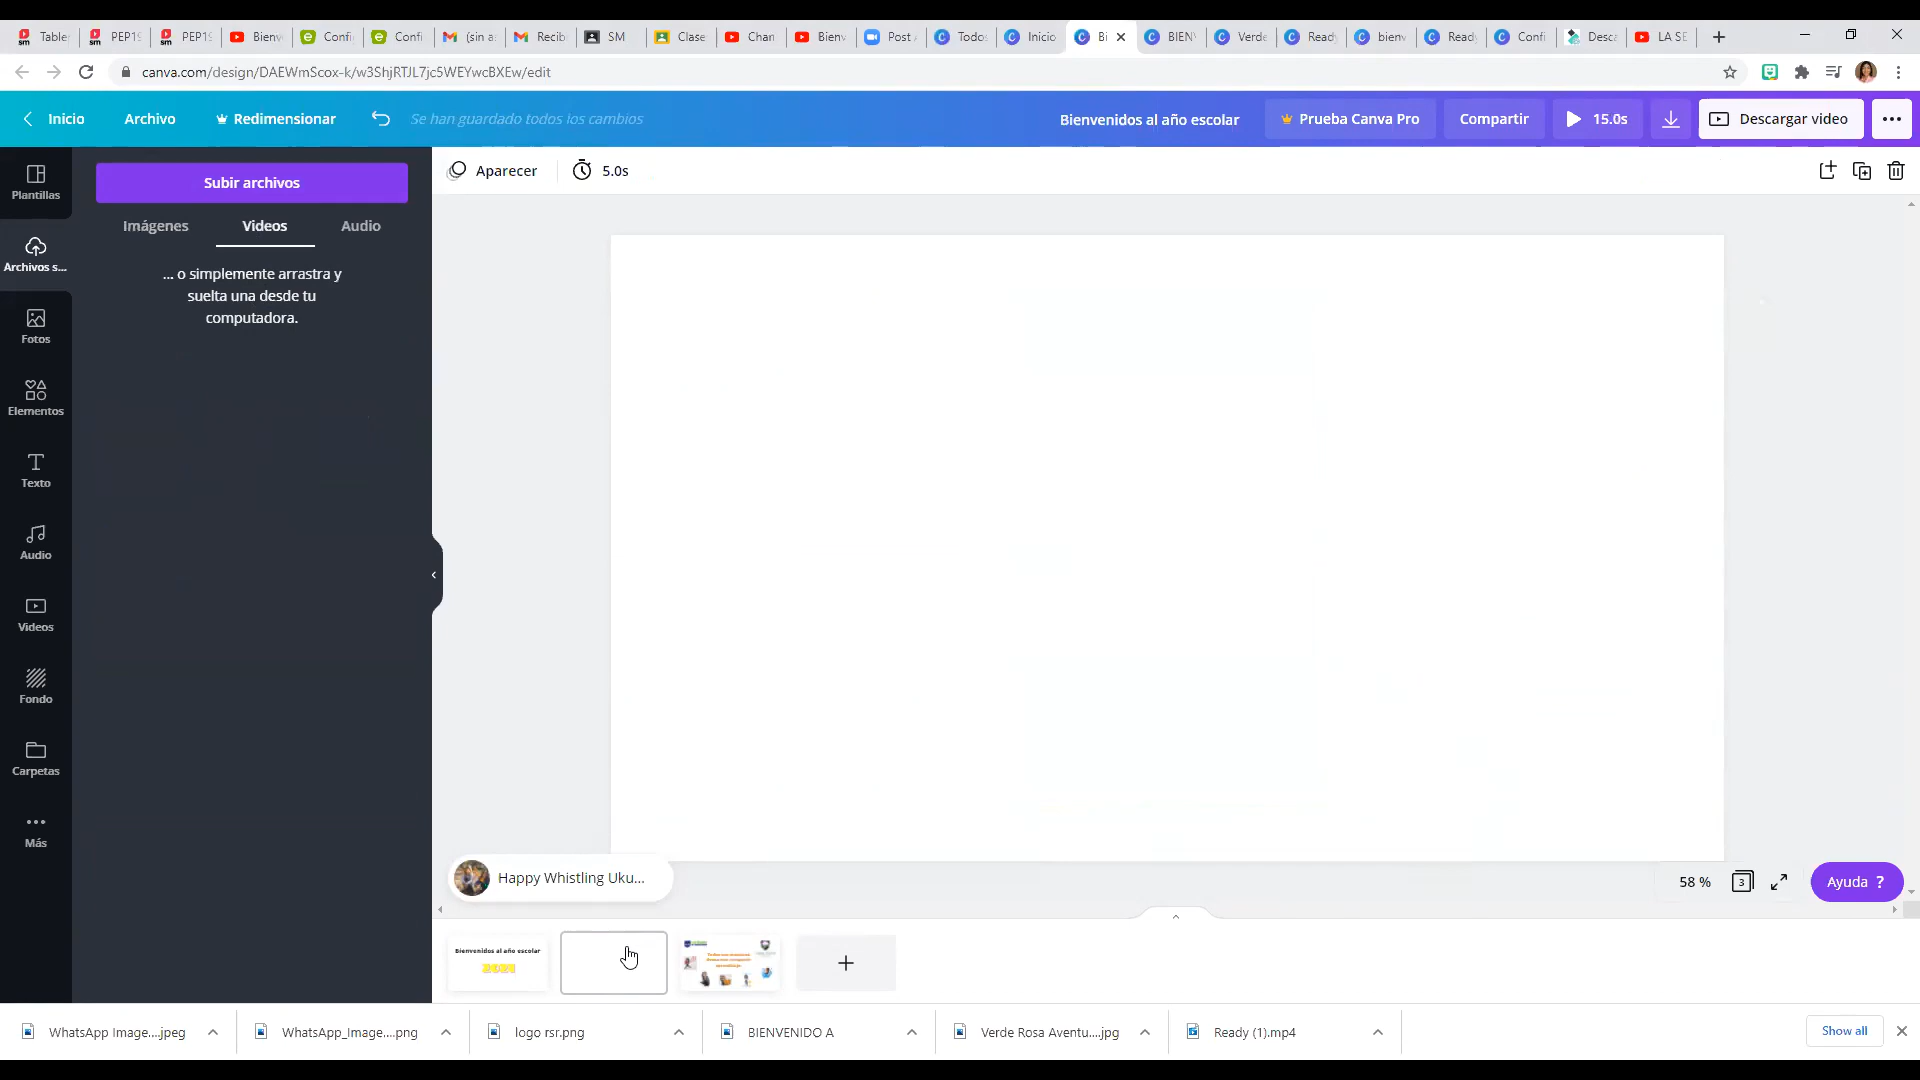 Table
PEP19
PEP19
Bienv
Confi
Confi
(sin a
Recib
SM
Clase
Chan
Bienv
Post
Todos
Inicio
Bi
BIEN
Verde
Ready
bienv
Ready
Confi
Desca
LA SE
canva.com/design/DAEWmScox-k/w3ShjRTJL7jc5WEYwcBXEw/edit
Inicio
Archivo
Redimensionar
Se han guardado todos los cambios
Bienvenidos al año escolar
Prueba Canva Pro
Compartir
15.0s
Descargar video
Plantillas
Archivos s...
Fotos
Elementos
Texto
Audio
Videos
Fondo
Carpetas
Más
Subir archivos
Imágenes
Videos
Audio
... o simplemente arrastra y
suelta una desde tu
computadora.
Aparecer
5.0s
Happy Whistling Uku...
58 %
3
Ayuda ?
Bienvenidos al año escolar
2021
WhatsApp Image....jpeg
WhatsApp_Image....png
logo rsr.png
BIENVENIDO A
Verde Rosa Aventu....jpg
Ready (1).mp4
Show all